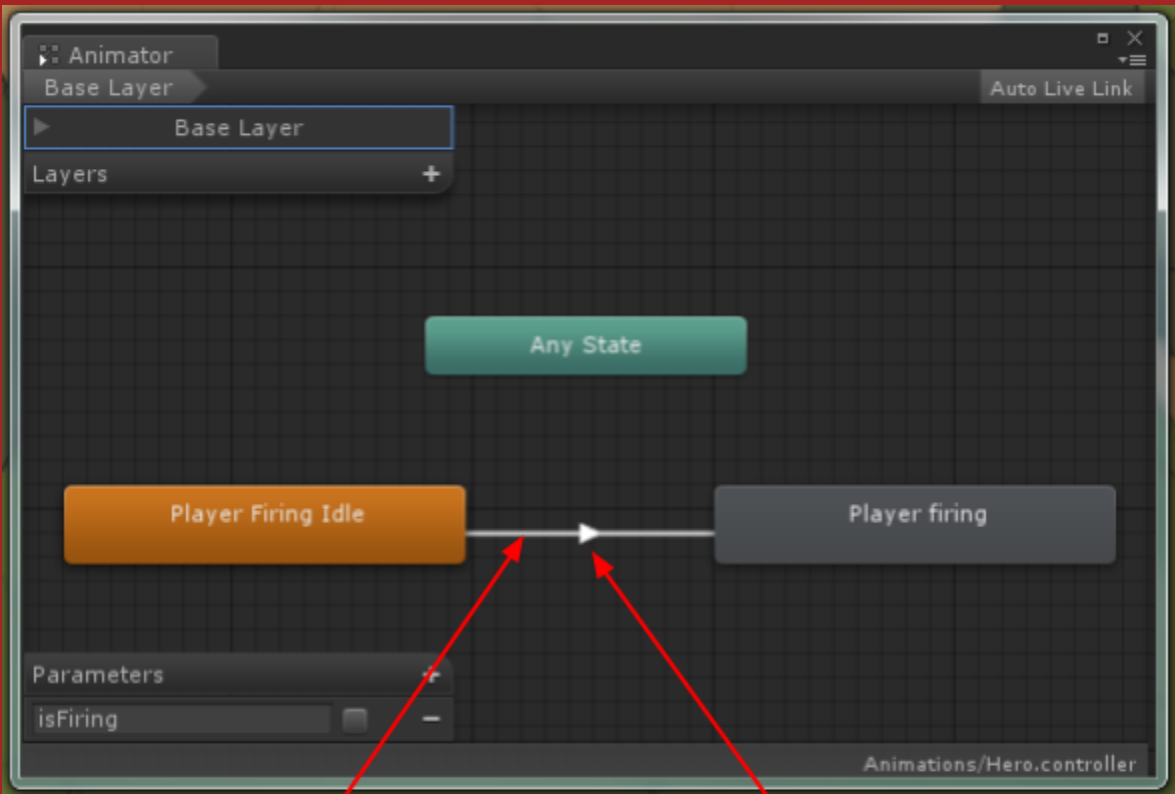 Animator
Base Layer
Auto Live Link
Base Layer
Layers
Any State
Player Firing Idle
Player firing
Parameters
isFiring
Animations/Hero.controller